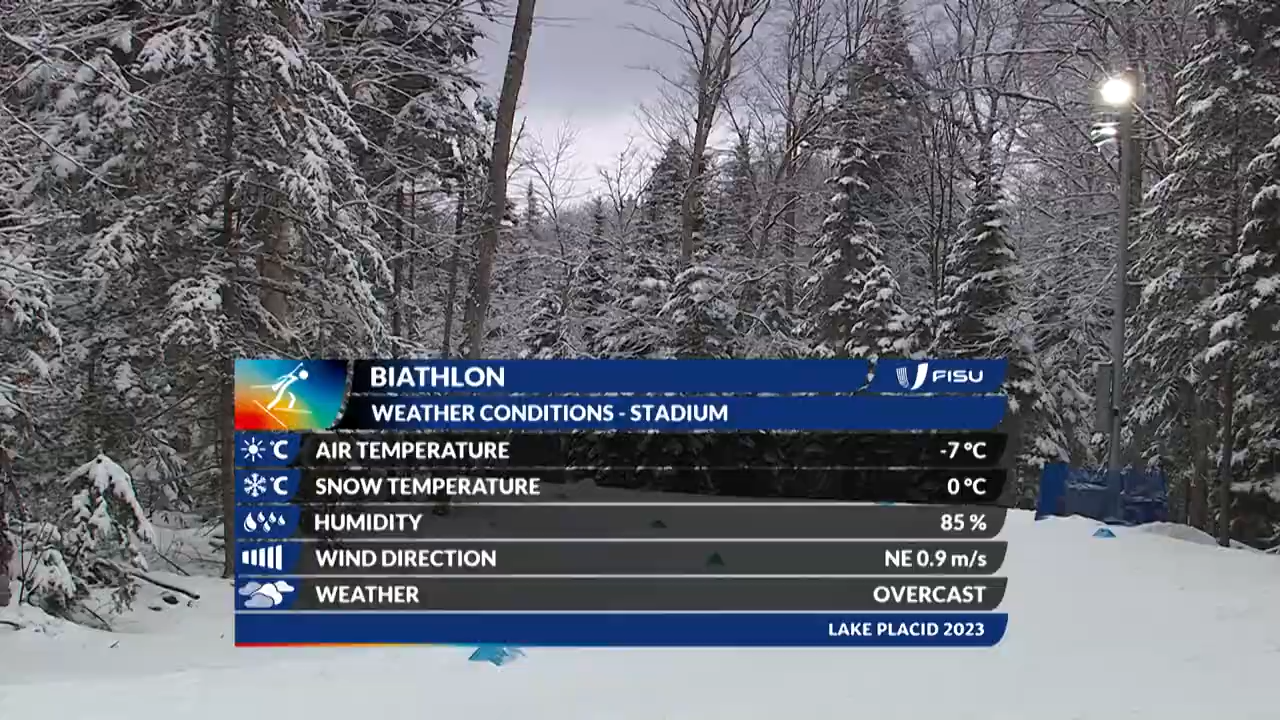 BIATHLON
FISU
WEATHER CONDITIONS - STADIUM
°C AIR TEMPERATURE -7 °C
°C SNOW TEMPERATURE 0 °C
HUMIDITY 85 %
WIND DIRECTION NE 0.9 m/s
WEATHER OVERCAST
LAKE PLACID 2023